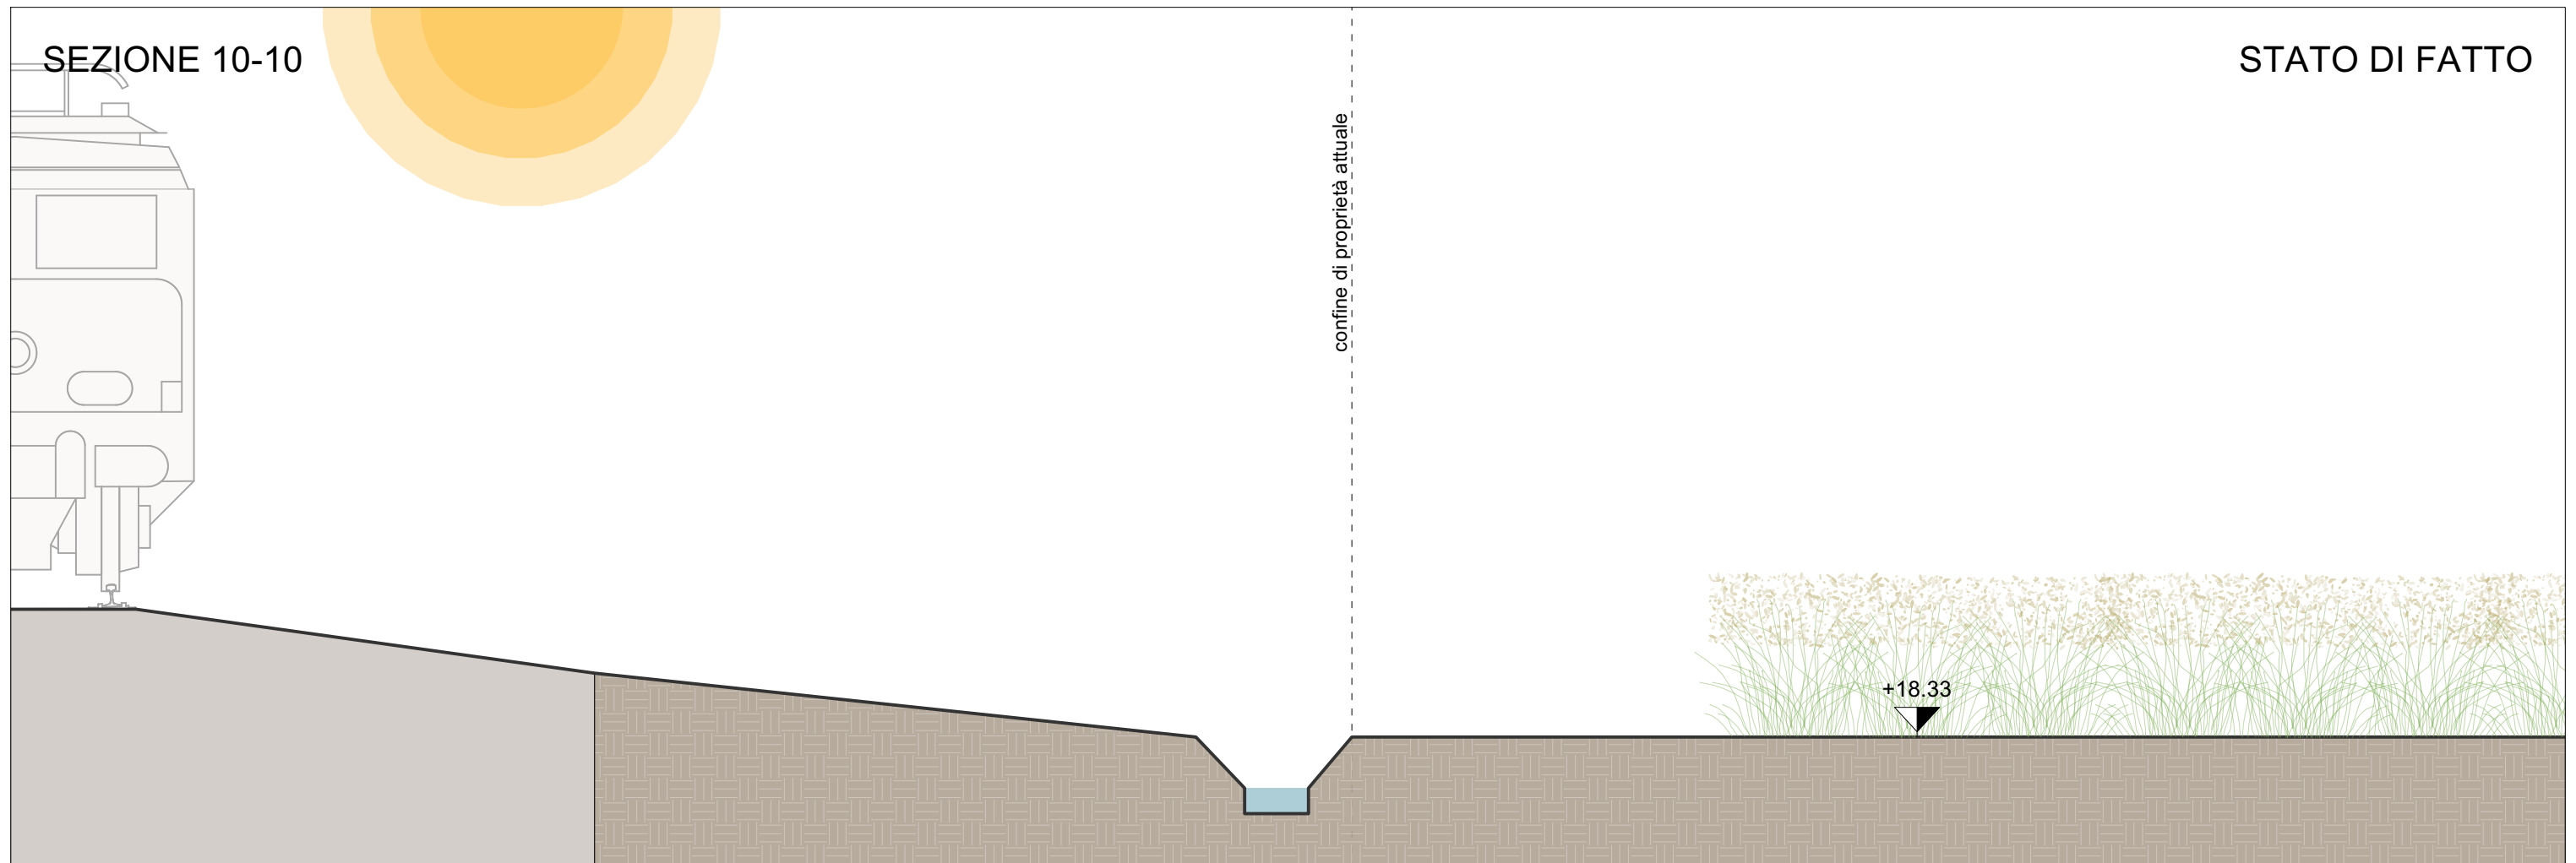 SEZIONE 10-10
STATO DI FATTO
confine di proprietà attuale
+18.33